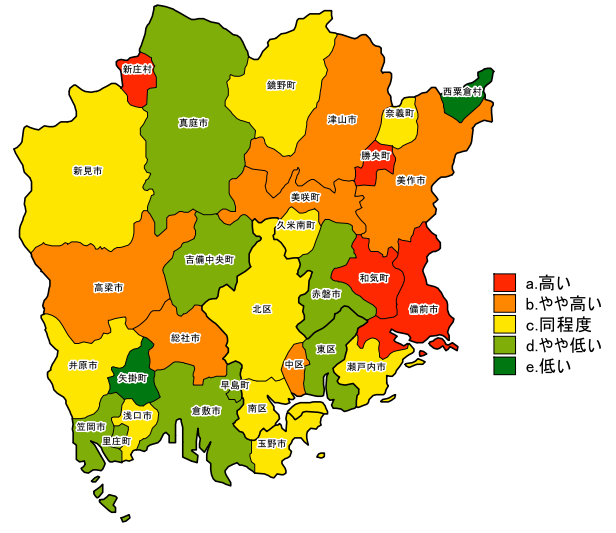 新庄村
鏡野町
西粟倉村
真庭市
津山市
奈義町
勝央町
新見市
美作市
美咲町
久米南町
吉備中央町
和気町
高梁市
赤磐市
北区
備前市
総社市
東区
井原市
中区
瀬戸内市
矢掛町
早島町
浅口市
倉敷市
南区
笠岡市
里庄町
玉野市
a.高い
b.やや高い
c.同程度
d.やや低い
e.低い